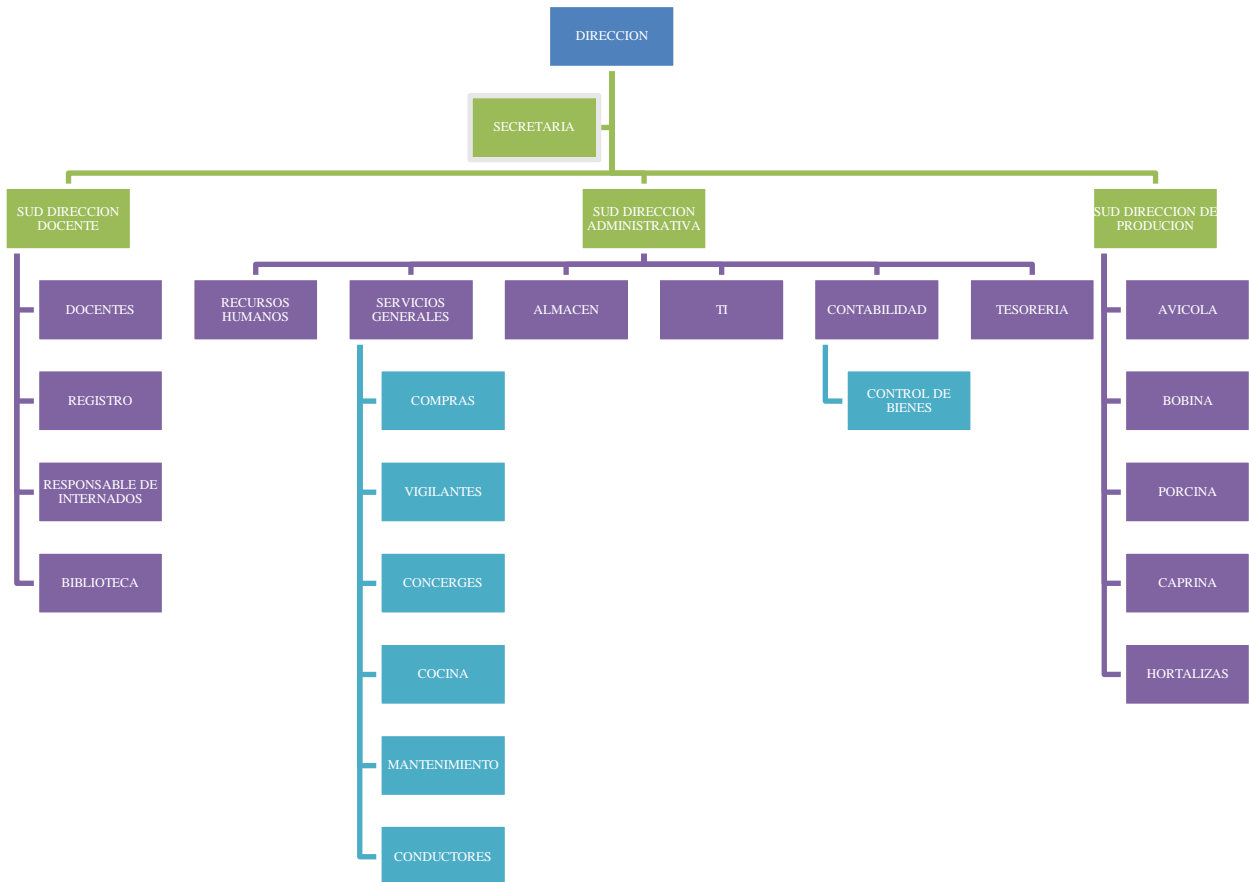 DIRECCION
SECRETARIA
SUD DIRECCION
DOCENTE
SUD DIRECCION
ADMINISTRATIVA
SUD DIRECCION DE
PRODUCION
DOCENTES
REGISTRO
RESPONSABLE DE
INTERNADOS
BIBLIOTECA
RECURSOS
HUMANOS
SERVICIOS
GENERALES
ALMACEN
TI
CONTABILIDAD
TESORERIA
COMPRAS
VIGILANTES
CONCERGES
COCINA
MANTENIMIENTO
CONDUCTORES
CONTROL DE
BIENES
AVICOLA
BOBINA
PORCINA
CAPRINA
HORTALIZAS